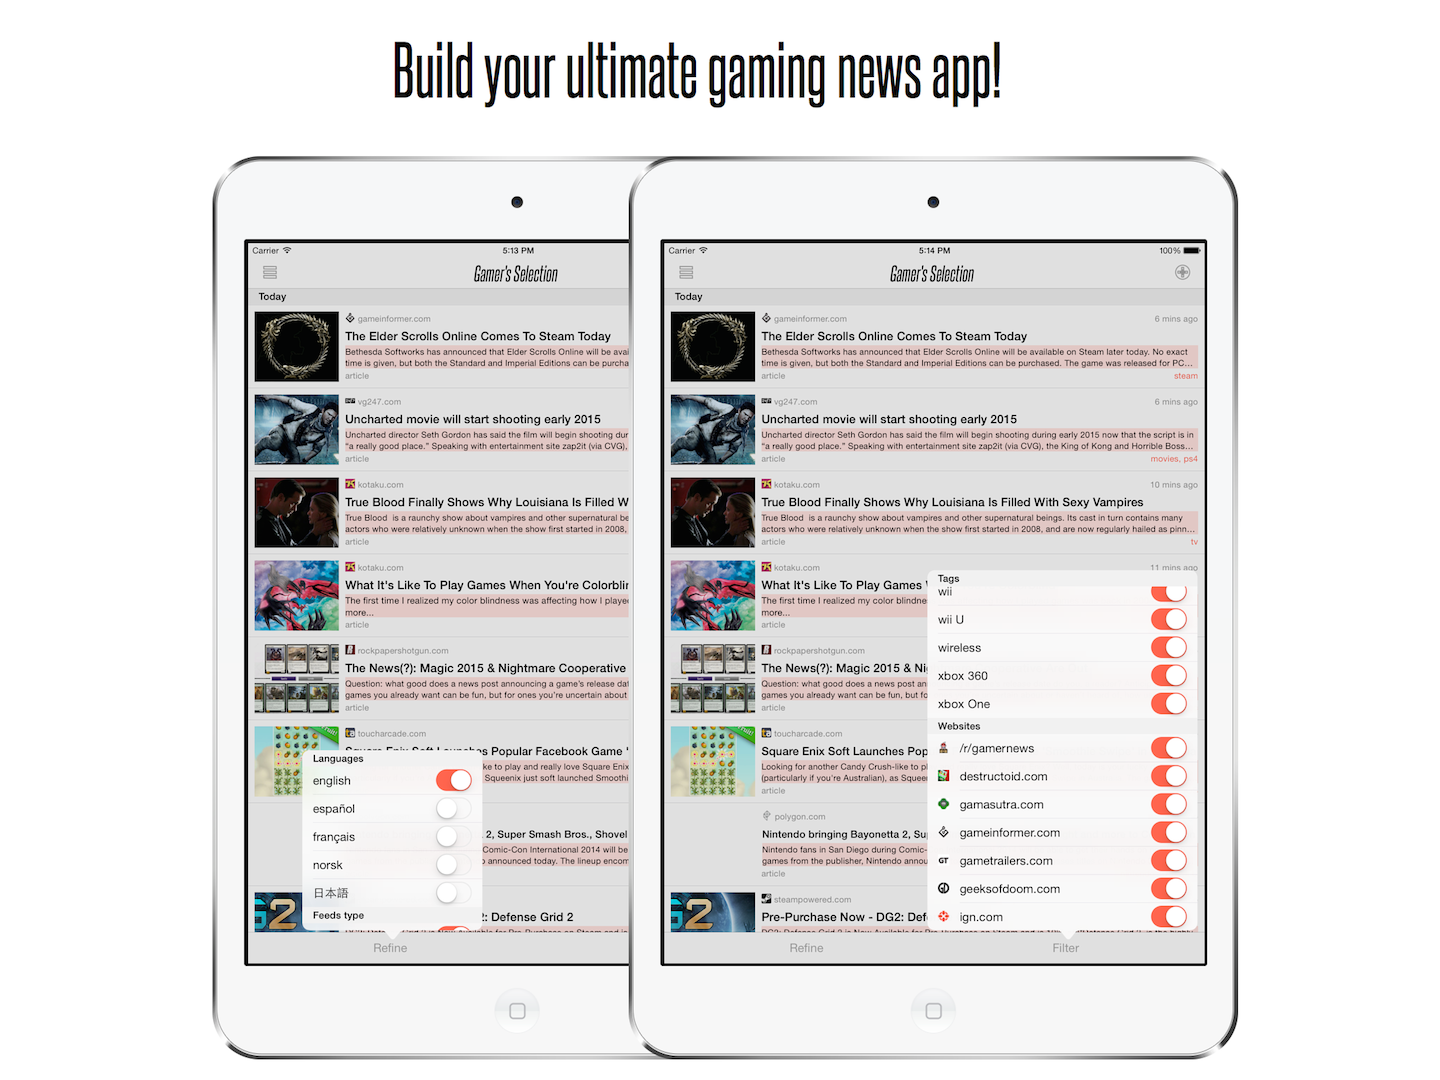 Build your ultimate gaming news app!
Carrier
5:13 PM
Gamer's Selection
Today
gameinformer.com
The Elder Scrolls Online Comes To Steam Today
Bethesda Softworks has announced that Elder Scrolls Online will be avai
time is given, but both the Standard and Imperial Editions can be purcha
article
vg247.com
Uncharted movie will start shooting early 2015
Uncharted director Seth Gordon has said the film will begin shooting dur
"a really good place." Speaking with entertainment site zap2it (via CVG),
article
kotaku.com
True Blood Finally Shows Why Louisiana Is Filled W
True Blood is a raunchy show about vampires and other supernatural be
actors who were relatively unknown when the show first started in 2008,
article
kotaku.com
What It's Like To Play Games When You're Colorblin
The first time I realized my color blindness was affecting how I playe
more...
article
rockpapershotgun.com
The News(?): Magic 2015 & Nightmare Cooperative
Question: what good does a news post announcing a game's release dat
games you already want can be fun, but for ones you're uncertain about
article
toucharcade.com
Square Enix Soft Launches Popular Facebook Game '
ke to play and really love Square Enix
Squeenix just soft launched Smoothi
2, Super Smash Bros., Shovel
Comic-Con International 2014 will be
announced today. The lineup encom
G2
2: Defense Grid 2
Languages
english
español
français
norsk
日本語
Feeds type
Refine
Carrier
5:14 PM
100%
Gamer's Selection
Today
gameinformer.com
6 mins ago
The Elder Scrolls Online Comes To Steam Today
Bethesda Softworks has announced that Elder Scrolls Online will be available on Steam later today. No exact
time is given, but both the Standard and Imperial Editions can be purchased. The game was released for PC...
article
steam
vg247.com
6 mins ago
Uncharted movie will start shooting early 2015
Uncharted director Seth Gordon has said the film will begin shooting during early 2015 now that the script is in
"a really good place." Speaking with entertainment site zap2it (via CVG), the King of Kong and Horrible Boss...
article
movies, ps4
kotaku.com
10 mins ago
True Blood Finally Shows Why Louisiana Is Filled With Sexy Vampires
True Blood is a raunchy show about vampires and other supernatural beings. Its cast in turn contains many
actors who were relatively unknown when the show first started in 2008, and are now regularly hailed as pinn...
article
tv
kotaku.com
11 mins ago
What It's Like To Play Games
The first time I realized my color blindne
more...
article
rockpapershotgun.com
The News(?): Magic 2015 & Ni
Question: what good does a news post
games you already want can be fun, but fo
article
toucharcade.com
Square Enix Soft Launches Pop
Looking for another Candy Crush-like to p
(particularly if you're Australian), as Squee
article
polygon.com
Nintendo bringing Bayonetta 2, Su
Nintendo fans in San Diego during Comic-
games from the publisher, Nintendo annou
article
steampowered.com
G2
Pre-Purchase Now - DG2: Def
Tags
wii
wii U
wireless
xbox 360
xbox One
Websites
/r/gamernews
destructoid.com
gamasutra.com
gameinformer.com
GT gametrailers.com
geeksofdoom.com
ign.com
Refine
Filter